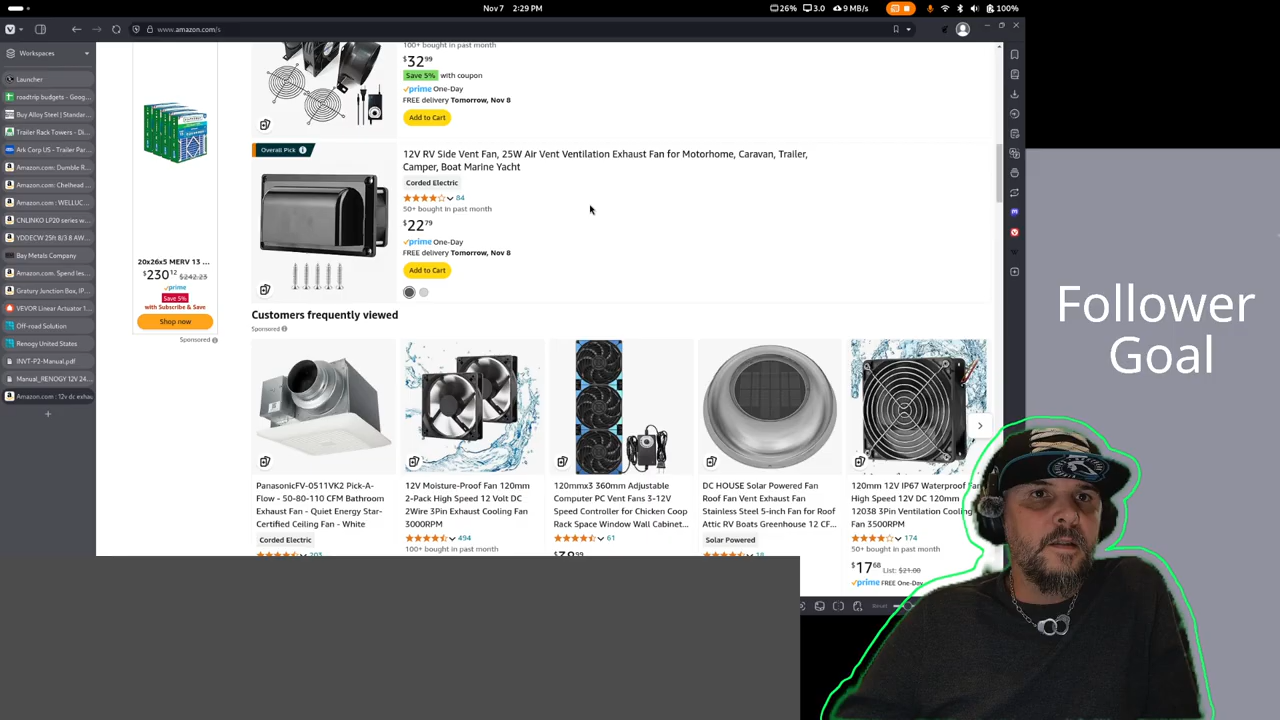 Nov 7 2:29 PM
26% 3.0 9 MB/s 100%
www.amazon.com/s
Workspaces
Launcher
roadtrip budgets - Goog
Buy Alloy Steel | Standar
Trailer Rack Towers - Di
Ark Corp US - Trailer Par
Amazon.com: Dumble R
Amazon.com: Chelhead
Amazon.com : WELLUC
CNLINKO LP20 series w
YDDECW 25ft 8/3 8 AW
Bay Metals Company
Amazon.com. Spend les
Gratury Junction Box, IP
VEVOR Linear Actuator 1
Off-road Solution
Renogy United States
INVT-P2-Manual.pdf
Manual_RENOGY 12v 24
Amazon.com : 12v dc exhau
20x26x5 MERV 13 ...
$230.12 $242.23
prime
Save 5%
with Subscribe & Save
Shop now
Sponsored
100+ bought in past month
$32.99
Save 5% with coupon
prime One-Day
FREE delivery Tomorrow, Nov 8
Add to Cart
Overall Pick
12V RV Side Vent Fan, 25W Air Vent Ventilation Exhaust Fan for Motorhome, Caravan, Trailer,
Camper, Boat Marine Yacht
Corded Electric
84
50+ bought in past month
$22.79
prime One-Day
FREE delivery Tomorrow, Nov 8
Add to Cart
Customers frequently viewed
Sponsored
PanasonicFV-0511VK2 Pick-A-
Flow - 50-80-110 CFM Bathroom
Exhaust Fan - Quiet Energy Star-
Certified Ceiling Fan - White
Corded Electric
203
12V Moisture-Proof Fan 120mm
2-Pack High Speed 12 Volt DC
2Wire 3Pin Exhaust Cooling Fan
3000RPM
494
100+ bought in past month
120mmx3 360mm Adjustable
Computer PC Vent Fans 3-12V
Speed Controller for Chicken Coop
Rack Space Window Wall Cabinet...
61
DC HOUSE Solar Powered Fan
Roof Fan Vent Exhaust Fan
Stainless Steel 5-inch Fan for Roof
Attic RV Boats Greenhouse 12 CF...
Solar Powered
18
120mm 12V IP67 Waterproof Fan
High Speed 12V DC 120mm
12038 3Pin Ventilation Cooling
Fan 3500RPM
174
50+ bought in past month
$17.68 List: $21.00
prime FREE One-Day
Reset
Follower
Goal